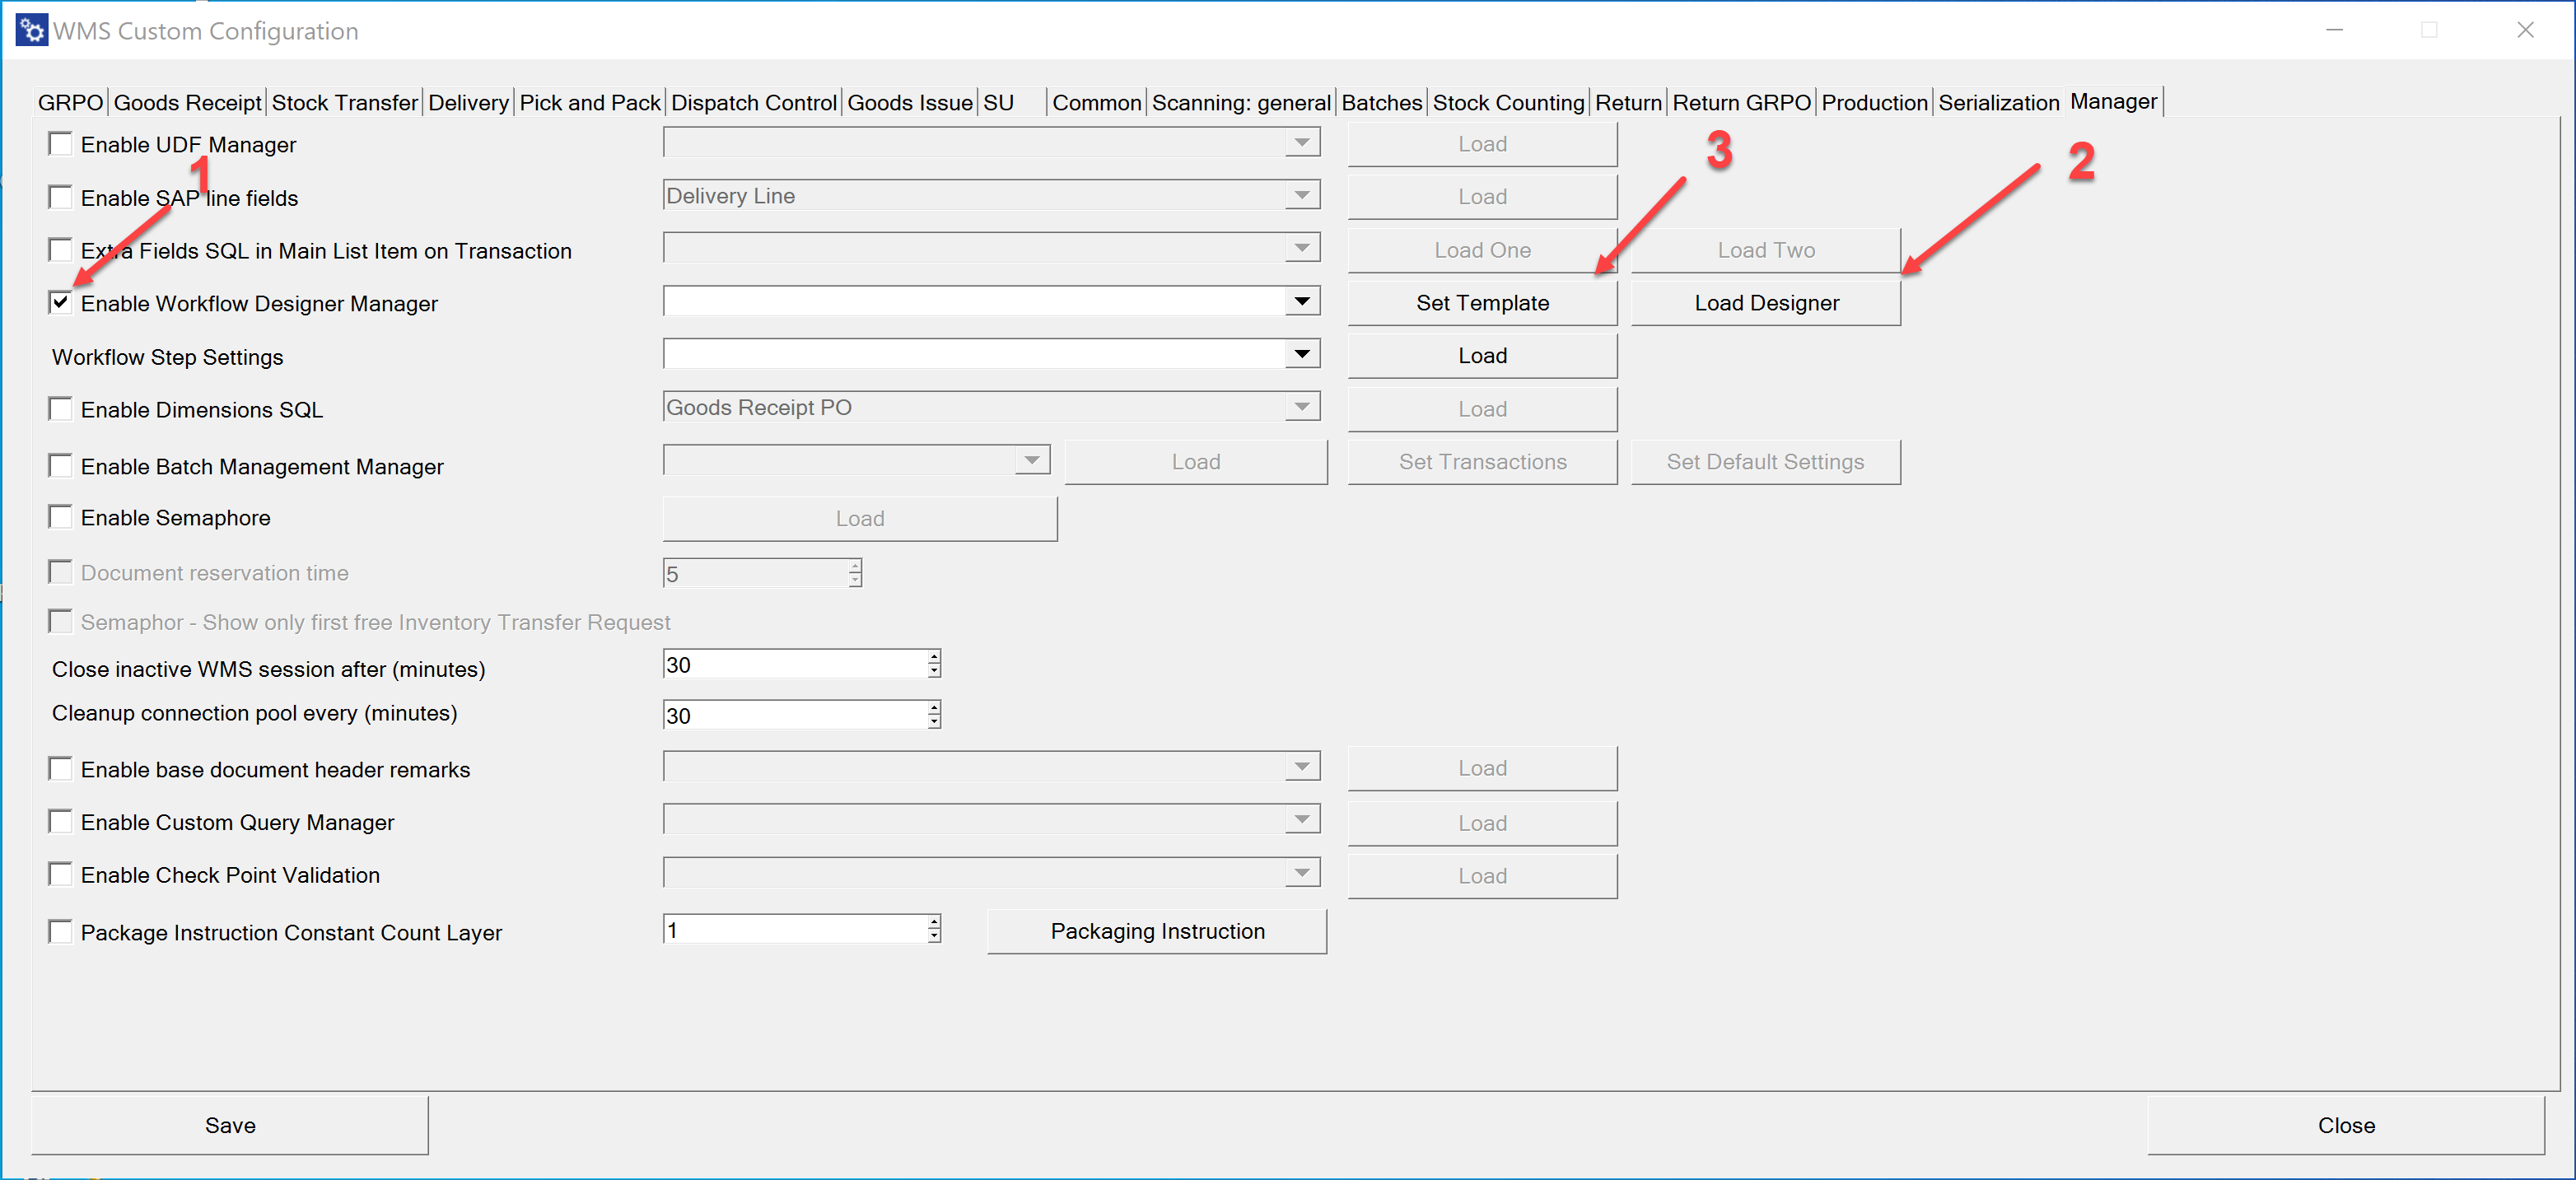 WMS Custom Configuration
GRPO Goods Receipt Stock Transfer Delivery Pick and Pack Dispatch Control Goods Issue SU Common Scanning: general Batches Stock Counting Return Return GRPO Production Serialization Manager
Enable UDF Manager Load
1 3 2
Enable SAP line fields Delivery Line Load
Extra Fields SQL in Main List Item on Transaction Load One Load Two
Enable Workflow Designer Manager Set Template Load Designer
Workflow Step Settings Load
Enable Dimensions SQL Goods Receipt PO Load
Enable Batch Management Manager Load Set Transactions Set Default Settings
Enable Semaphore Load
Document reservation time 5
Semaphor - Show only first free Inventory Transfer Request
Close inactive WMS session after (minutes) 30
Cleanup connection pool every (minutes) 30
Enable base document header remarks Load
Enable Custom Query Manager Load
Enable Check Point Validation Load
Package Instruction Constant Count Layer 1 Packaging Instruction
Save Close